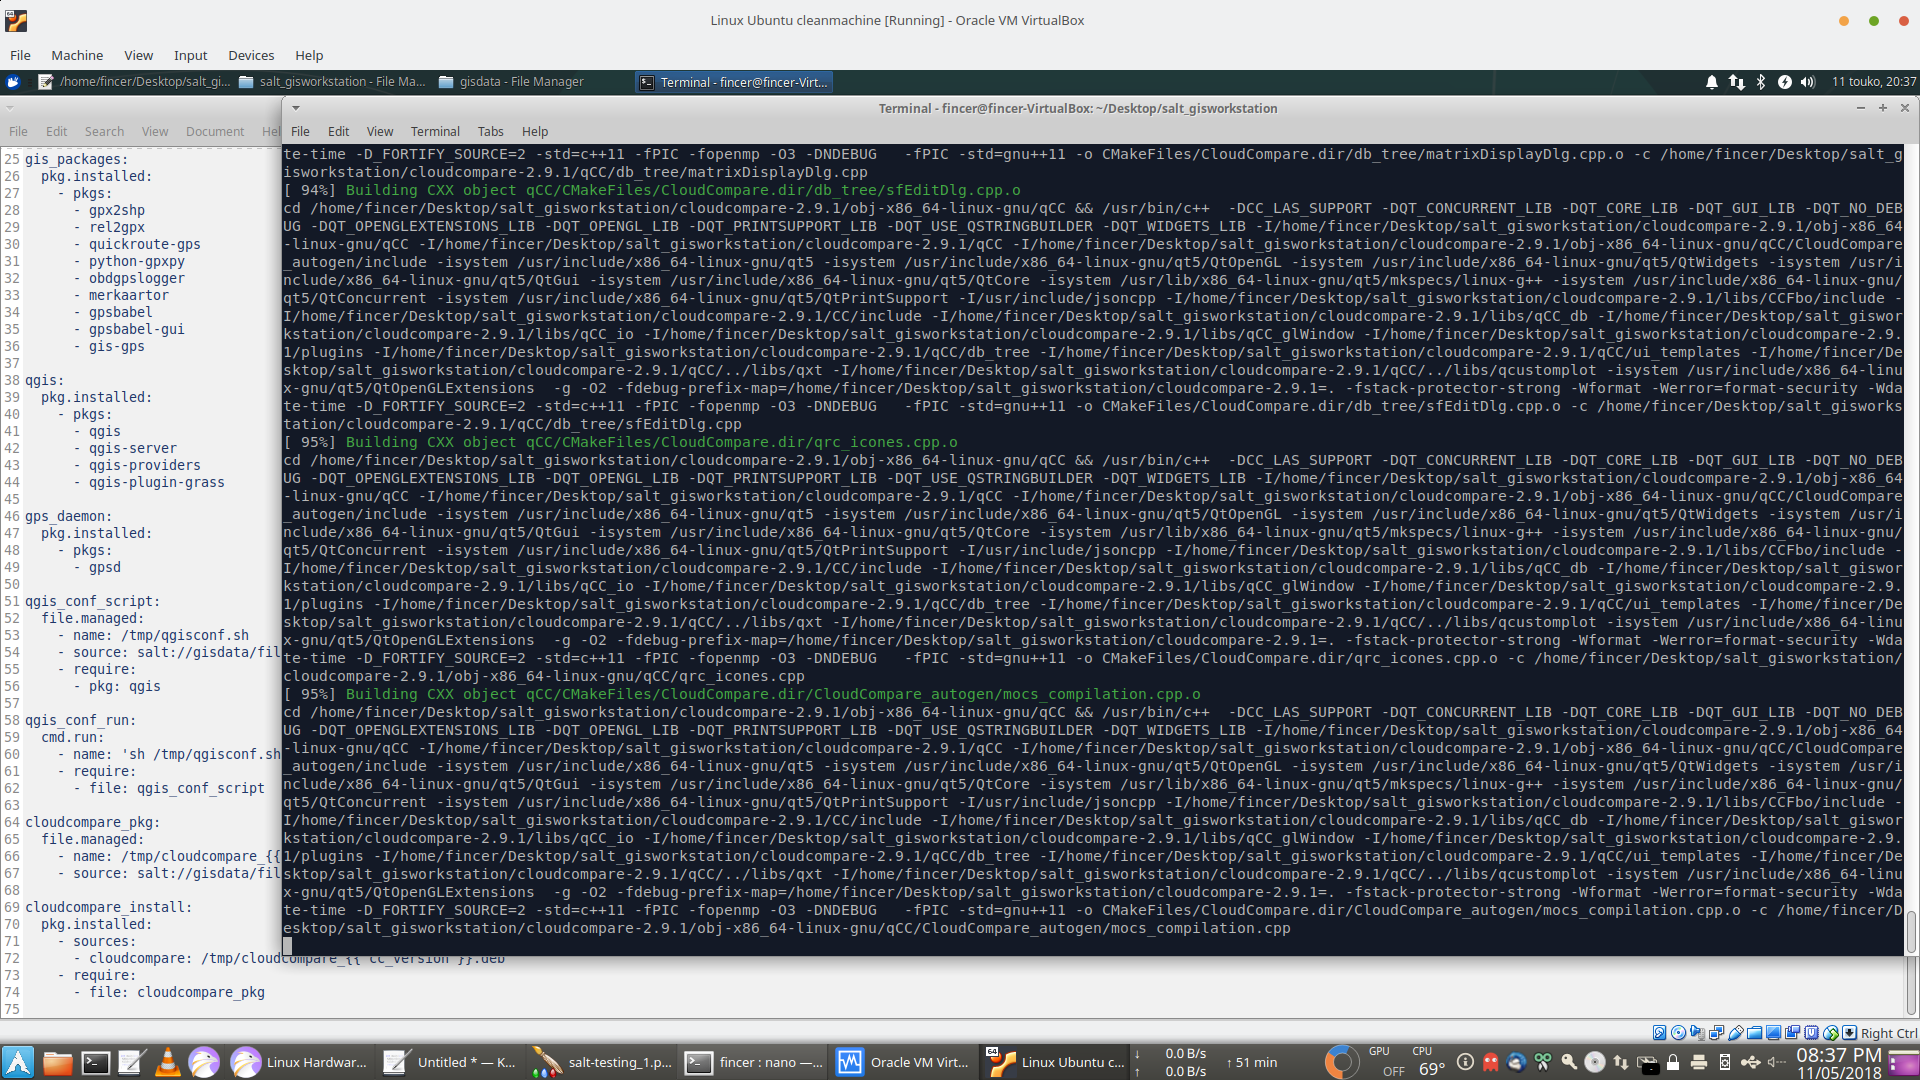 Linux Ubuntu cleanmachine [Running] - Oracle VM VirtualBox
File Machine View Input Devices Help
/home/fincer/Desktop/salt_gi... salt_gisworkstation - File Ma... gisdata - File Manager Terminal - fincer@fincer-Virt... 11 touko, 20:37
Terminal - fincer@fincer-VirtualBox: ~/Desktop/salt_gisworkstation
File Edit Search View Document Hel
File Edit View Terminal Tabs Help
25 gis_packages:
26 pkg.installed:
27 - pkgs:
28 - gpx2shp
29 - rel2gpx
30 - quickroute-gps
31 - python-gpxpy
32 - obdgpslogger
33 - merkaartor
34 - gpsbabel
35 - gpsbabel-gui
36 - gis-gps
37
38 qgis:
39 pkg.installed:
40 - pkgs:
41 - qgis
42 - qgis-server
43 - qgis-providers
44 - qgis-plugin-grass
45
46 gps_daemon:
47 pkg.installed:
48 - pkgs:
49 - gpsd
50
51 qgis_conf_script:
52 file.managed:
53 - name: /tmp/qgisconf.sh
54 - source: salt://gisdata/fil
55 - require:
56 - pkg: qgis
57
58 qgis_conf_run:
59 cmd.run:
60 - name: 'sh /tmp/qgisconf.sh
61 - require:
62 - file: qgis_conf_script
63
64 cloudcompare_pkg:
65 file.managed:
66 - name: /tmp/cloudcompare_{{
67 - source: salt://gisdata/fil
68
69 cloudcompare_install:
70 pkg.installed:
71 - sources:
72 - cloudcompare: /tmp/cloudcompare_{{ cc_version }}.deb
73 - require:
74 - file: cloudcompare_pkg
75
te-time -D_FORTIFY_SOURCE=2 -std=c++11 -fPIC -fopenmp -O3 -DNDEBUG -fPIC -std=gnu++11 -o CMakeFiles/CloudCompare.dir/db_tree/matrixDisplayDlg.cpp.o -c /home/fincer/Desktop/salt_g
isworkstation/cloudcompare-2.9.1/qCC/db_tree/matrixDisplayDlg.cpp
[ 94%] Building CXX object qCC/CMakeFiles/CloudCompare.dir/db_tree/sfEditDlg.cpp.o
cd /home/fincer/Desktop/salt_gisworkstation/cloudcompare-2.9.1/obj-x86_64-linux-gnu/qCC && /usr/bin/c++ -DCC_LAS_SUPPORT -DQT_CONCURRENT_LIB -DQT_CORE_LIB -DQT_GUI_LIB -DQT_NO_DEB
UG -DQT_OPENGLEXTENSIONS_LIB -DQT_OPENGL_LIB -DQT_PRINTSUPPORT_LIB -DQT_USE_QSTRINGBUILDER -DQT_WIDGETS_LIB -I/home/fincer/Desktop/salt_gisworkstation/cloudcompare-2.9.1/obj-x86_64
-linux-gnu/qCC -I/home/fincer/Desktop/salt_gisworkstation/cloudcompare-2.9.1/qCC -I/home/fincer/Desktop/salt_gisworkstation/cloudcompare-2.9.1/obj-x86_64-linux-gnu/qCC/CloudCompare
_autogen/include -isystem /usr/include/x86_64-linux-gnu/qt5 -isystem /usr/include/x86_64-linux-gnu/qt5/QtOpenGL -isystem /usr/include/x86_64-linux-gnu/qt5/QtWidgets -isystem /usr/i
nclude/x86_64-linux-gnu/qt5/QtGui -isystem /usr/include/x86_64-linux-gnu/qt5/QtCore -isystem /usr/lib/x86_64-linux-gnu/qt5/mkspecs/linux-g++ -isystem /usr/include/x86_64-linux-gnu/
qt5/QtConcurrent -isystem /usr/include/x86_64-linux-gnu/qt5/QtPrintSupport -I/usr/include/jsoncpp -I/home/fincer/Desktop/salt_gisworkstation/cloudcompare-2.9.1/libs/CCFbo/include -
I/home/fincer/Desktop/salt_gisworkstation/cloudcompare-2.9.1/CC/include -I/home/fincer/Desktop/salt_gisworkstation/cloudcompare-2.9.1/libs/qCC_db -I/home/fincer/Desktop/salt_giswor
kstation/cloudcompare-2.9.1/libs/qCC_io -I/home/fincer/Desktop/salt_gisworkstation/cloudcompare-2.9.1/libs/qCC_glWindow -I/home/fincer/Desktop/salt_gisworkstation/cloudcompare-2.9.
1/plugins -I/home/fincer/Desktop/salt_gisworkstation/cloudcompare-2.9.1/qCC/db_tree -I/home/fincer/Desktop/salt_gisworkstation/cloudcompare-2.9.1/qCC/ui_templates -I/home/fincer/De
sktop/salt_gisworkstation/cloudcompare-2.9.1/qCC/../libs/qxt -I/home/fincer/Desktop/salt_gisworkstation/cloudcompare-2.9.1/qCC/../libs/qcustomplot -isystem /usr/include/x86_64-linu
x-gnu/qt5/QtOpenGLExtensions -g -O2 -fdebug-prefix-map=/home/fincer/Desktop/salt_gisworkstation/cloudcompare-2.9.1=. -fstack-protector-strong -Wformat -Werror=format-security -Wda
te-time -D_FORTIFY_SOURCE=2 -std=c++11 -fPIC -fopenmp -O3 -DNDEBUG -fPIC -std=gnu++11 -o CMakeFiles/CloudCompare.dir/db_tree/sfEditDlg.cpp.o -c /home/fincer/Desktop/salt_gisworks
tation/cloudcompare-2.9.1/qCC/db_tree/sfEditDlg.cpp
[ 95%] Building CXX object qCC/CMakeFiles/CloudCompare.dir/qrc_icones.cpp.o
cd /home/fincer/Desktop/salt_gisworkstation/cloudcompare-2.9.1/obj-x86_64-linux-gnu/qCC && /usr/bin/c++ -DCC_LAS_SUPPORT -DQT_CONCURRENT_LIB -DQT_CORE_LIB -DQT_GUI_LIB -DQT_NO_DEB
UG -DQT_OPENGLEXTENSIONS_LIB -DQT_OPENGL_LIB -DQT_PRINTSUPPORT_LIB -DQT_USE_QSTRINGBUILDER -DQT_WIDGETS_LIB -I/home/fincer/Desktop/salt_gisworkstation/cloudcompare-2.9.1/obj-x86_64
-linux-gnu/qCC -I/home/fincer/Desktop/salt_gisworkstation/cloudcompare-2.9.1/qCC -I/home/fincer/Desktop/salt_gisworkstation/cloudcompare-2.9.1/obj-x86_64-linux-gnu/qCC/CloudCompare
_autogen/include -isystem /usr/include/x86_64-linux-gnu/qt5 -isystem /usr/include/x86_64-linux-gnu/qt5/QtOpenGL -isystem /usr/include/x86_64-linux-gnu/qt5/QtWidgets -isystem /usr/i
nclude/x86_64-linux-gnu/qt5/QtGui -isystem /usr/include/x86_64-linux-gnu/qt5/QtCore -isystem /usr/lib/x86_64-linux-gnu/qt5/mkspecs/linux-g++ -isystem /usr/include/x86_64-linux-gnu/
qt5/QtConcurrent -isystem /usr/include/x86_64-linux-gnu/qt5/QtPrintSupport -I/usr/include/jsoncpp -I/home/fincer/Desktop/salt_gisworkstation/cloudcompare-2.9.1/libs/CCFbo/include -
I/home/fincer/Desktop/salt_gisworkstation/cloudcompare-2.9.1/CC/include -I/home/fincer/Desktop/salt_gisworkstation/cloudcompare-2.9.1/libs/qCC_db -I/home/fincer/Desktop/salt_giswor
kstation/cloudcompare-2.9.1/libs/qCC_io -I/home/fincer/Desktop/salt_gisworkstation/cloudcompare-2.9.1/libs/qCC_glWindow -I/home/fincer/Desktop/salt_gisworkstation/cloudcompare-2.9.
1/plugins -I/home/fincer/Desktop/salt_gisworkstation/cloudcompare-2.9.1/qCC/db_tree -I/home/fincer/Desktop/salt_gisworkstation/cloudcompare-2.9.1/qCC/ui_templates -I/home/fincer/De
sktop/salt_gisworkstation/cloudcompare-2.9.1/qCC/../libs/qxt -I/home/fincer/Desktop/salt_gisworkstation/cloudcompare-2.9.1/qCC/../libs/qcustomplot -isystem /usr/include/x86_64-linu
x-gnu/qt5/QtOpenGLExtensions -g -O2 -fdebug-prefix-map=/home/fincer/Desktop/salt_gisworkstation/cloudcompare-2.9.1=. -fstack-protector-strong -Wformat -Werror=format-security -Wda
te-time -D_FORTIFY_SOURCE=2 -std=c++11 -fPIC -fopenmp -O3 -DNDEBUG -fPIC -std=gnu++11 -o CMakeFiles/CloudCompare.dir/qrc_icones.cpp.o -c /home/fincer/Desktop/salt_gisworkstation/
cloudcompare-2.9.1/obj-x86_64-linux-gnu/qCC/qrc_icones.cpp
[ 95%] Building CXX object qCC/CMakeFiles/CloudCompare.dir/CloudCompare_autogen/mocs_compilation.cpp.o
cd /home/fincer/Desktop/salt_gisworkstation/cloudcompare-2.9.1/obj-x86_64-linux-gnu/qCC && /usr/bin/c++ -DCC_LAS_SUPPORT -DQT_CONCURRENT_LIB -DQT_CORE_LIB -DQT_GUI_LIB -DQT_NO_DEB
UG -DQT_OPENGLEXTENSIONS_LIB -DQT_OPENGL_LIB -DQT_PRINTSUPPORT_LIB -DQT_USE_QSTRINGBUILDER -DQT_WIDGETS_LIB -I/home/fincer/Desktop/salt_gisworkstation/cloudcompare-2.9.1/obj-x86_64
-linux-gnu/qCC -I/home/fincer/Desktop/salt_gisworkstation/cloudcompare-2.9.1/qCC -I/home/fincer/Desktop/salt_gisworkstation/cloudcompare-2.9.1/obj-x86_64-linux-gnu/qCC/CloudCompare
_autogen/include -isystem /usr/include/x86_64-linux-gnu/qt5 -isystem /usr/include/x86_64-linux-gnu/qt5/QtOpenGL -isystem /usr/include/x86_64-linux-gnu/qt5/QtWidgets -isystem /usr/i
nclude/x86_64-linux-gnu/qt5/QtGui -isystem /usr/include/x86_64-linux-gnu/qt5/QtCore -isystem /usr/lib/x86_64-linux-gnu/qt5/mkspecs/linux-g++ -isystem /usr/include/x86_64-linux-gnu/
qt5/QtConcurrent -isystem /usr/include/x86_64-linux-gnu/qt5/QtPrintSupport -I/usr/include/jsoncpp -I/home/fincer/Desktop/salt_gisworkstation/cloudcompare-2.9.1/libs/CCFbo/include -
I/home/fincer/Desktop/salt_gisworkstation/cloudcompare-2.9.1/CC/include -I/home/fincer/Desktop/salt_gisworkstation/cloudcompare-2.9.1/libs/qCC_db -I/home/fincer/Desktop/salt_giswor
kstation/cloudcompare-2.9.1/libs/qCC_io -I/home/fincer/Desktop/salt_gisworkstation/cloudcompare-2.9.1/libs/qCC_glWindow -I/home/fincer/Desktop/salt_gisworkstation/cloudcompare-2.9.
1/plugins -I/home/fincer/Desktop/salt_gisworkstation/cloudcompare-2.9.1/qCC/db_tree -I/home/fincer/Desktop/salt_gisworkstation/cloudcompare-2.9.1/qCC/ui_templates -I/home/fincer/De
sktop/salt_gisworkstation/cloudcompare-2.9.1/qCC/../libs/qxt -I/home/fincer/Desktop/salt_gisworkstation/cloudcompare-2.9.1/qCC/../libs/qcustomplot -isystem /usr/include/x86_64-linu
x-gnu/qt5/QtOpenGLExtensions -g -O2 -fdebug-prefix-map=/home/fincer/Desktop/salt_gisworkstation/cloudcompare-2.9.1=. -fstack-protector-strong -Wformat -Werror=format-security -Wda
te-time -D_FORTIFY_SOURCE=2 -std=c++11 -fPIC -fopenmp -O3 -DNDEBUG -fPIC -std=gnu++11 -o CMakeFiles/CloudCompare.dir/CloudCompare_autogen/mocs_compilation.cpp.o -c /home/fincer/D
esktop/salt_gisworkstation/cloudcompare-2.9.1/obj-x86_64-linux-gnu/qCC/CloudCompare_autogen/mocs_compilation.cpp
Right Ctrl
Linux Hardwar... Untitled * — K... salt-testing_1.p... fincer : nano —... Oracle VM Virt... Linux Ubuntu c...
↓ 0.0 B/s
↑ 0.0 B/s
↑ 51 min
GPU OFF
CPU 69°
08:37 PM
11/05/2018